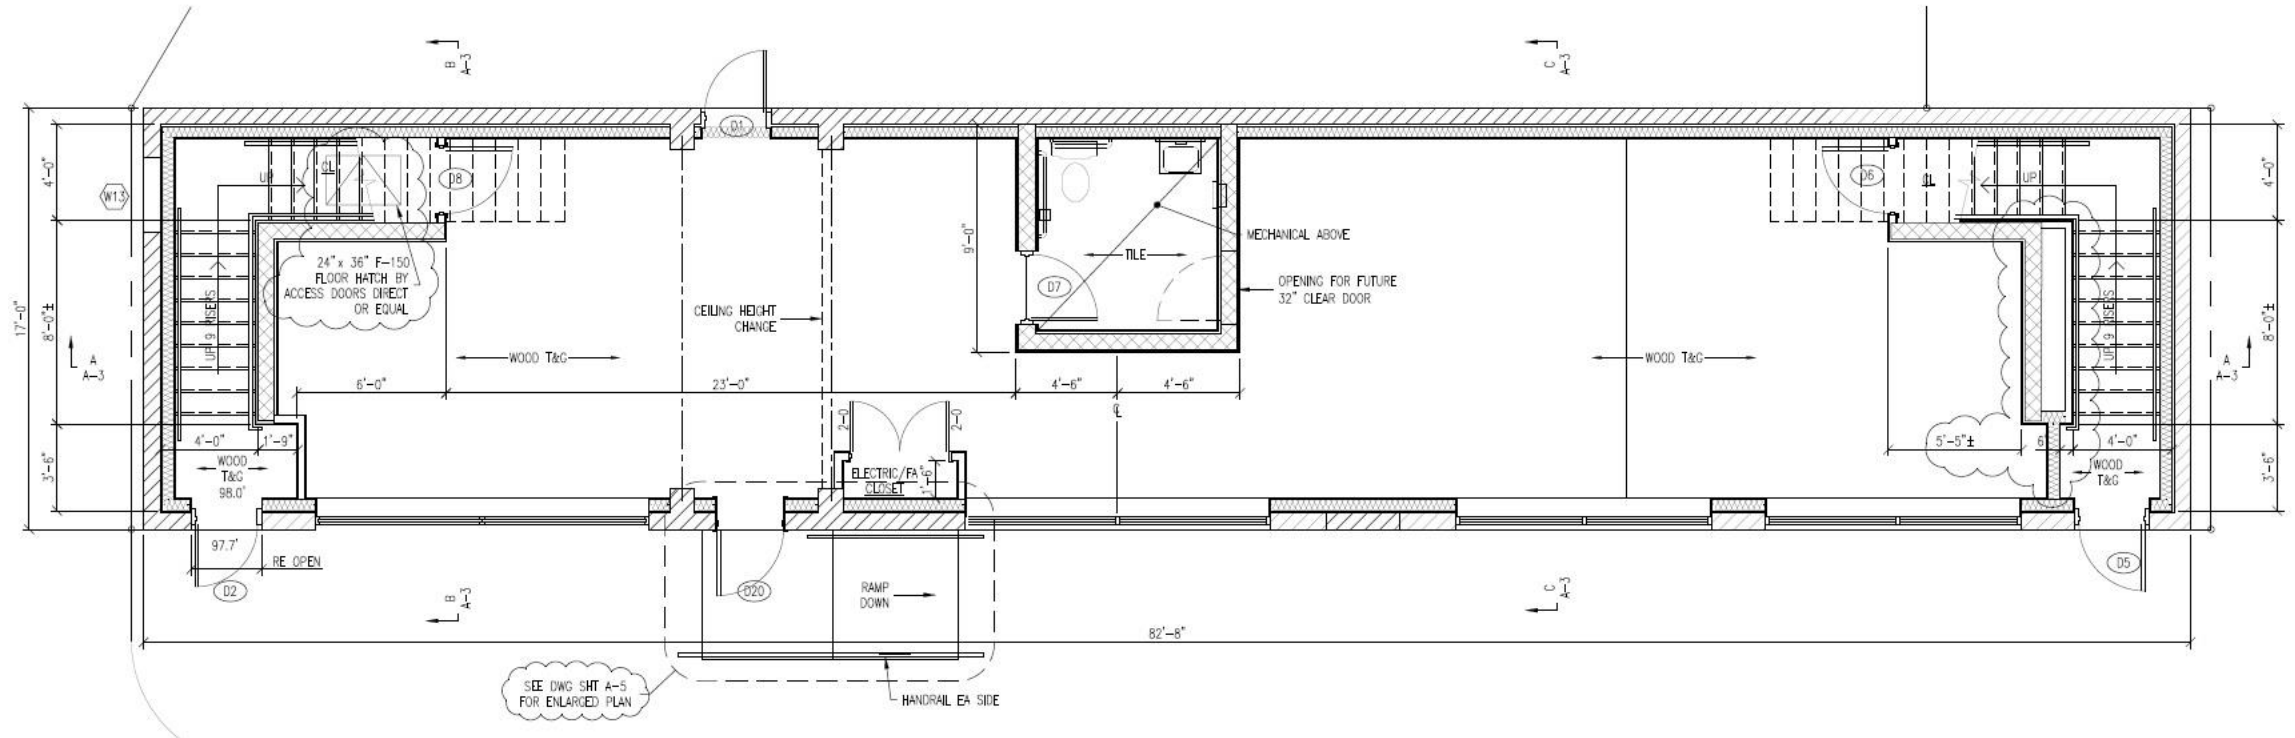 B
A-3
C
A-3
D1
4'-0"
W13
UP
CL
D8
D6
CL
UP
4'-0"
MECHANICAL ABOVE
9'-0"
TILE
24" x 36" F-150
FLOOR HATCH BY
ACCESS DOORS DIRECT
OR EQUAL
D7
OPENING FOR FUTURE
32" CLEAR DOOR
17'-0"
8'-0"±
UP 9 RISERS
CEILING HEIGHT
CHANGE
UP 9 RISERS
8'-0"±
A
A-3
WOOD T&G
WOOD T&G
A
A-3
6'-0"
23'-0"
4'-6"
4'-6"
CL
2-0
2-0
4'-0"
1'-9"
5'-5"±
6"
4'-0"
3'-6"
WOOD
T&G
98.0'
ELECTRIC/FA
CLOSET
1'-6"
WOOD
T&G
3'-6"
97.7'
RE OPEN
D2
D20
RAMP
DOWN
D5
B
A-3
C
A-3
82'-8"
SEE DWG SHT A-5
FOR ENLARGED PLAN
HANDRAIL EA SIDE